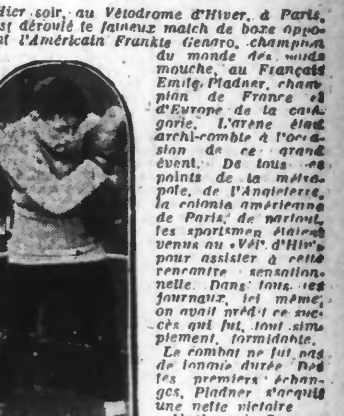 Hier soir, au Vélodrome d'Hiver, à Paris,
est déroulé le fameux match de boxe oppo-
nt l'Américain Frankie Genaro, champion
du monde des poids
mouche, au Français
Emile Pladner, cham-
pion de France et
d'Europe de la caté-
gorie. L'arène était
archi-comble à l'occa-
sion de ce grand
évent. De tous les
points de la métro-
pole, de l'Angleterre,
la colonie américaine
de Paris, de partout,
les sportsmen étaient
venus au «Vél' d'Hiv'»
pour assister à cette
rencontre sensation-
nelle. Dans tous les
journaux, ici même,
on avait prédit ce suc-
cès qui fut, tout sim-
plement, formidable.
Le combat ne fut pas
de longue durée. Dès
les premiers échan-
ges, Pladner s'acquit
une nette victoire